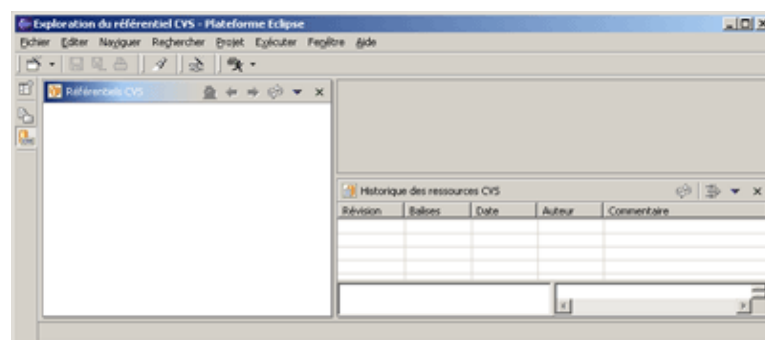 Exploration du référentiel CVS - Plateforme Eclipse
Fichier Editer Naviguer Rechercher Projet Exécuter Fenêtre Aide
Référentiels CVS
Historique des ressources CVS
Révision Balises Date Auteur Commentaire